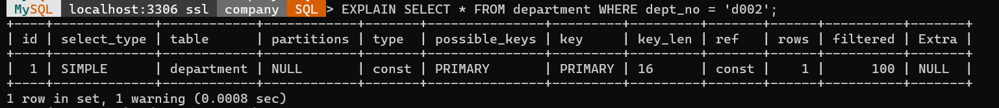 MySQL localhost:3306 ssl company SQL > EXPLAIN SELECT * FROM department WHERE dept_no = 'd002';
+----+-------------+------------+------------+-------+---------------+---------+---------+-------+------+----------+-------+
| id | select_type | table      | partitions | type  | possible_keys | key     | key_len | ref   | rows | filtered | Extra |
+----+-------------+------------+------------+-------+---------------+---------+---------+-------+------+----------+-------+
|  1 | SIMPLE      | department | NULL       | const | PRIMARY       | PRIMARY | 16      | const |    1 |      100 | NULL  |
+----+-------------+------------+------------+-------+---------------+---------+---------+-------+------+----------+-------+
1 row in set, 1 warning (0.0008 sec)